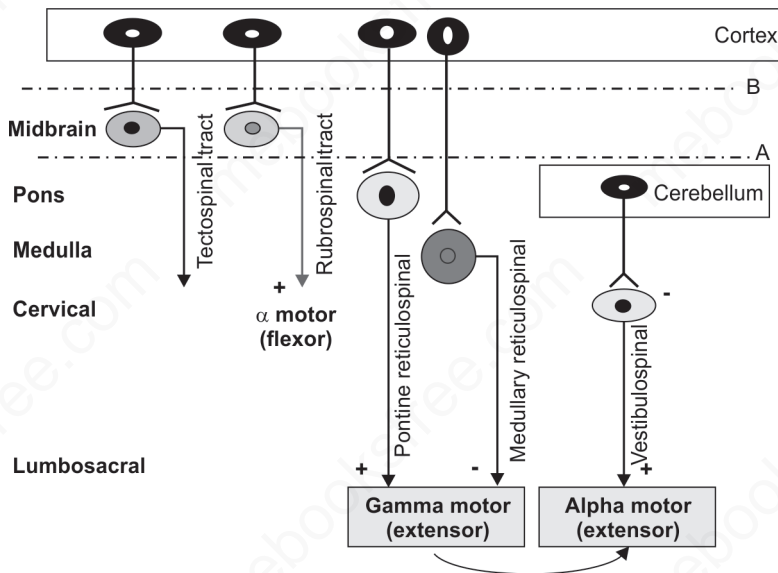 Cortex
B
Midbrain
Tectospinal tract
Rubrospinal tract
A
Pons
Cerebellum
Medulla
Cervical
+
α motor
(flexor)
-
Pontine reticulospinal
Medullary reticulospinal
Vestibulospinal
Lumbosacral
+
-
+
Gamma motor
(extensor)
Alpha motor
(extensor)